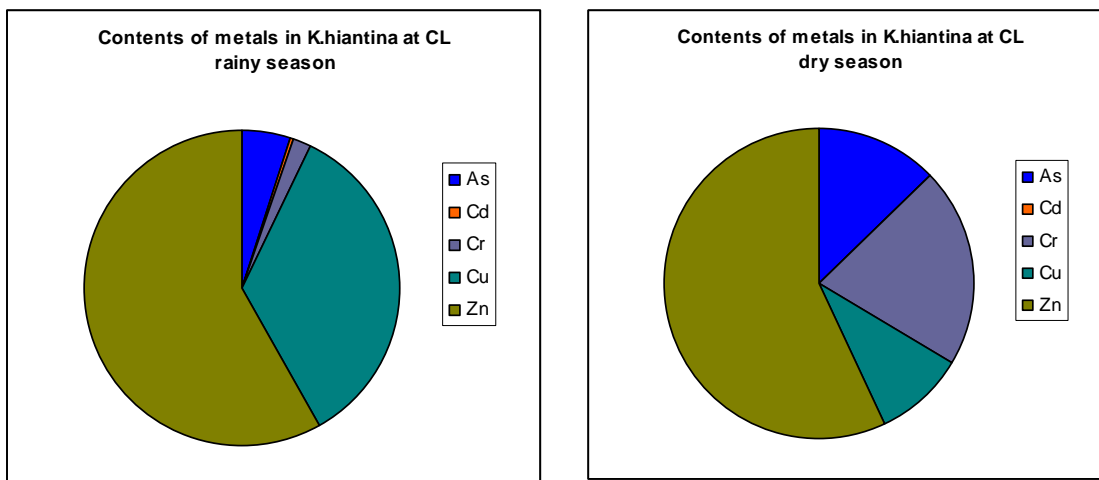 Contents of metals in K.hiantina at CL
rainy season
As
Cd
Cr
Cu
Zn
Contents of metals in K.hiantina at CL
dry season
As
Cd
Cr
Cu
Zn